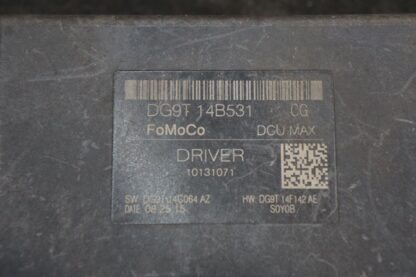 DG9T 14B531 CG
FoMoCo DCU MAX
DRIVER
10131071
SW: DG9T 14C064 AZ HW: DG9T 14F142 AE
DATE 08 25 15 S0Y0B